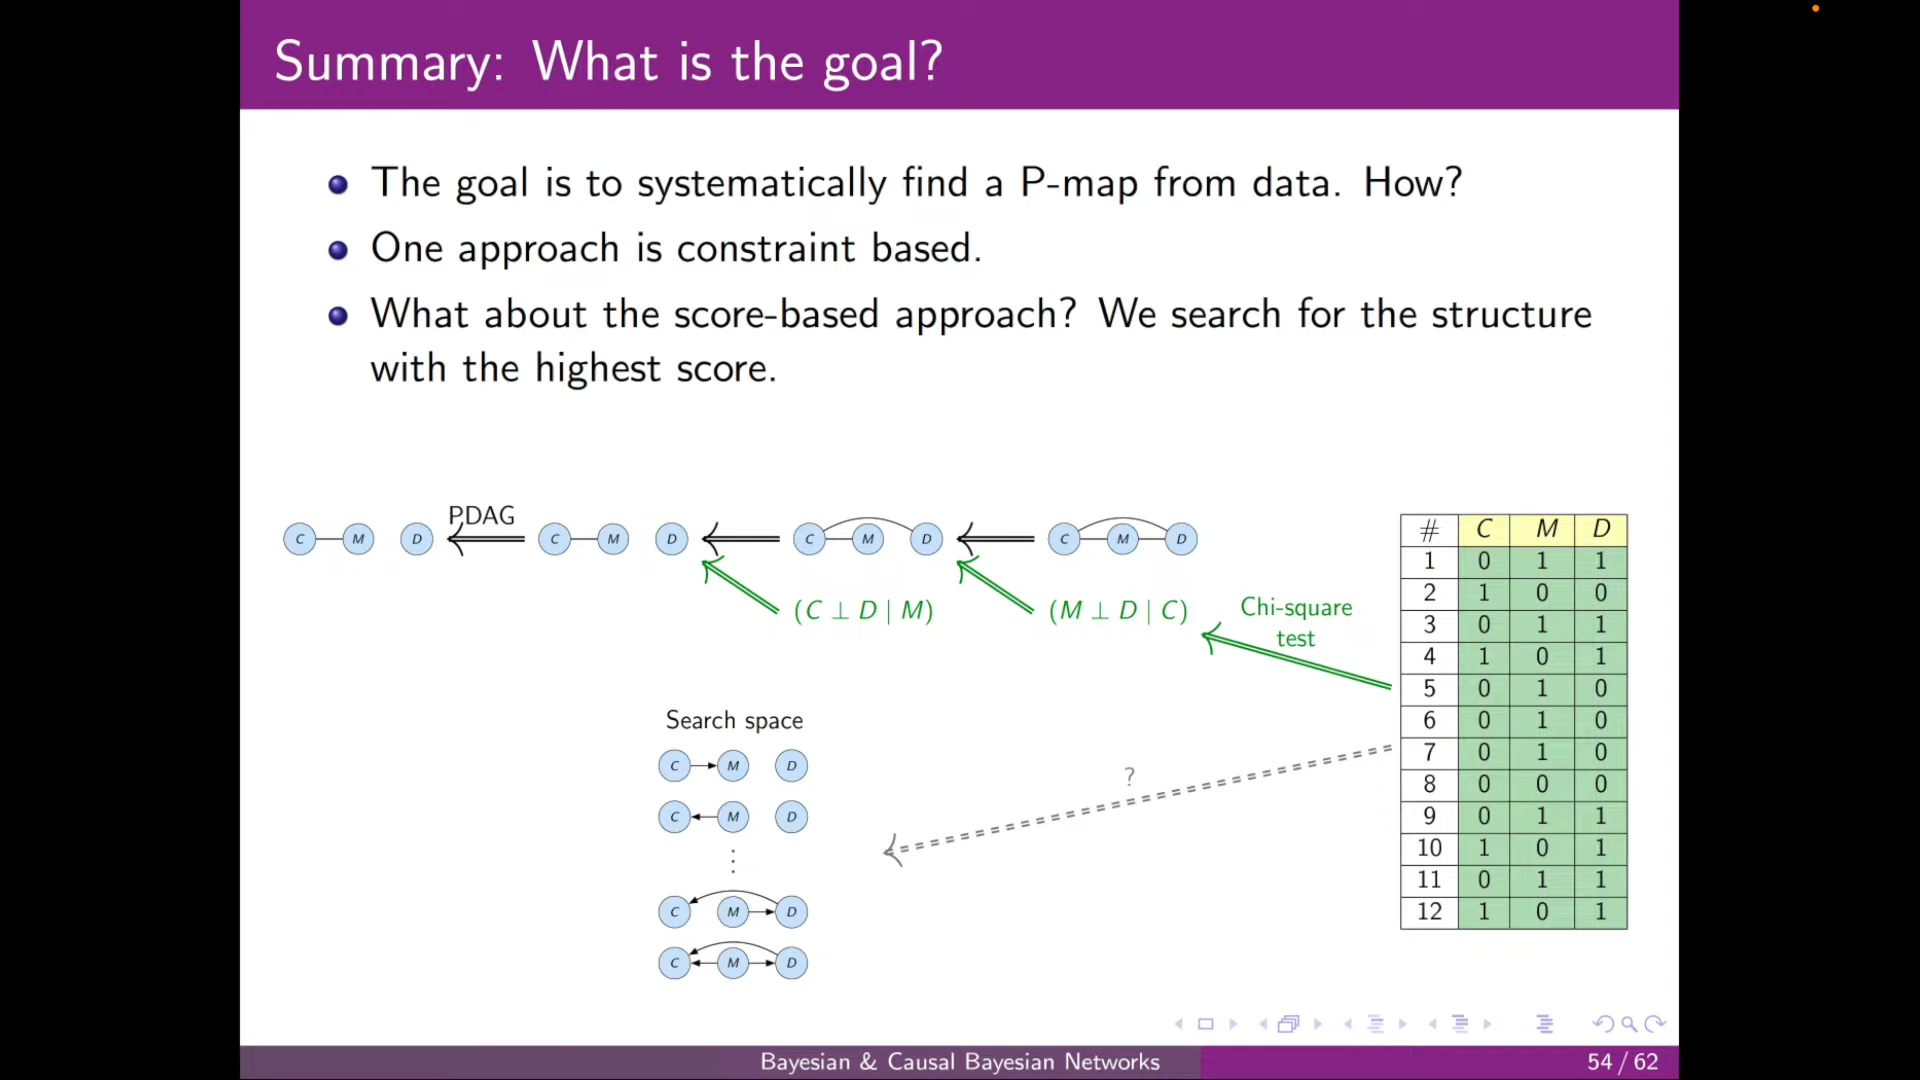 Summary: What is the goal?
The goal is to systematically find a P-map from data. How?
One approach is constraint based.
What about the score-based approach? We search for the structure
with the highest score.
PDAG
C M D C M D C M D C M D
(C ⊥ D | M) (M ⊥ D | C)
Chi-square
test
Search space
C M D
C M D
⋮
C M D
C M D
?
# C M D
1 0 1 1
2 1 0 0
3 0 1 1
4 1 0 1
5 0 1 0
6 0 1 0
7 0 1 0
8 0 0 0
9 0 1 1
10 1 0 1
11 0 1 1
12 1 0 1
Bayesian & Causal Bayesian Networks
54 / 62